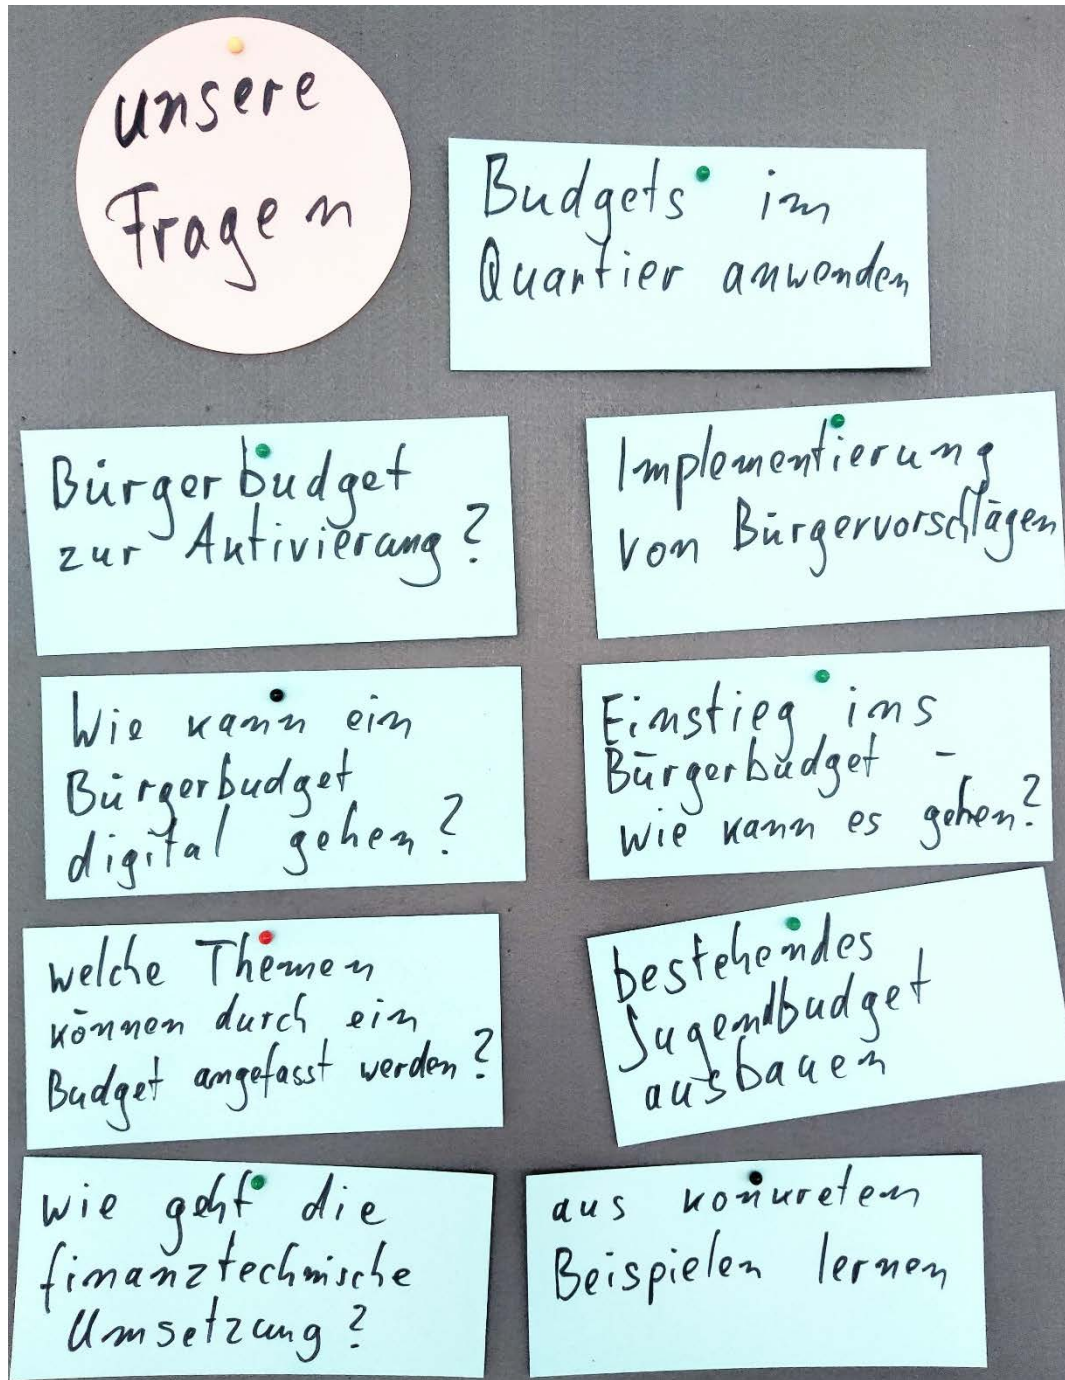 unsere
Fragen
Budgets im
Quartier anwenden
Bürgerbudget
zur Aktivierung?
Implementierung
von Bürgervorschlägen
Wie kann ein
Bürgerbudget
digital gehen?
Einstieg ins
Bürgerbudget -
wie kann es gehen?
welche Themen
können durch ein
Budget angefasst werden?
bestehendes
Jugendbudget
ausbauen
wie geht die
finanztechnische
Umsetzung?
aus konkreten
Beispielen lernen